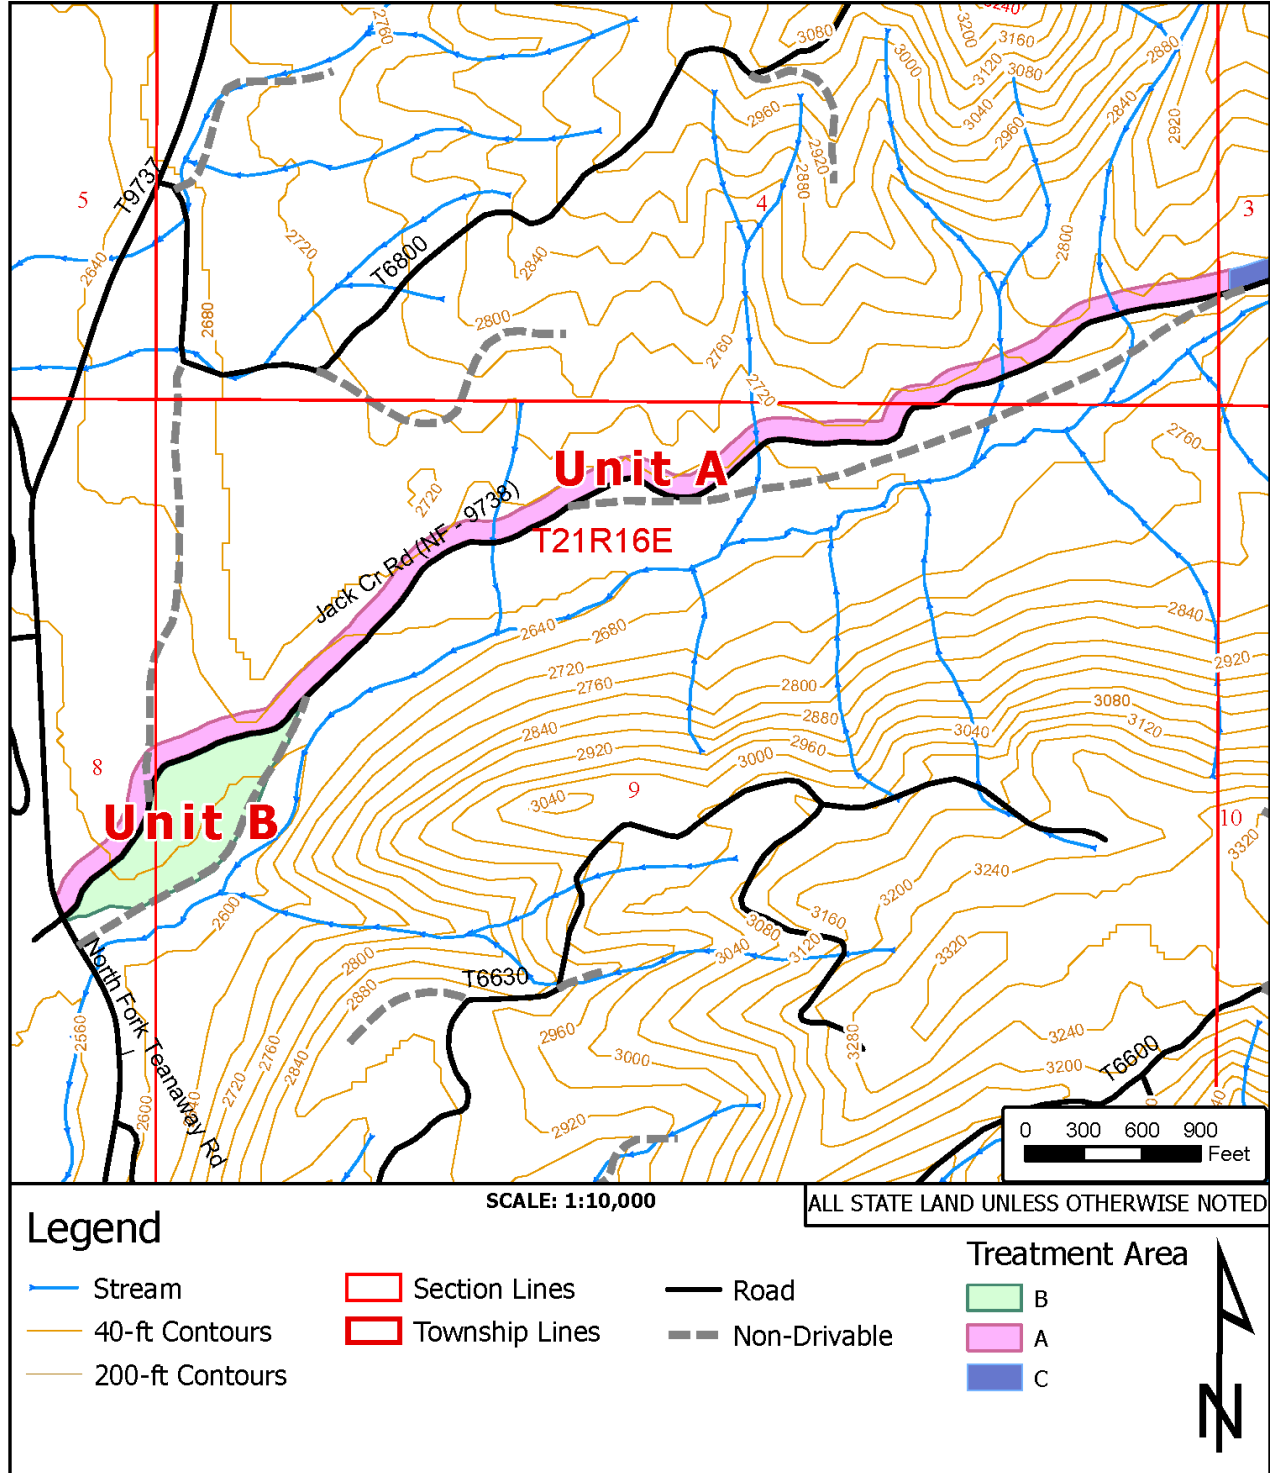 3240
2760
3080
3200
3160
2880
3000
3120
3080
2840
2960
3040
2920
2960
2920
2880
T9737
5
4
3
2720
T6800
2840
2800
2640
2680
2800
2760
2720
2760
Unit A
2720
Jack Cr Rd (NF - 9738)
T21R16E
2640
2680
2840
2720
2760
2800
2920
2840
2880
3080
2920
2960
3040
3120
3000
8
9
3040
10
Unit B
3320
3240
3200
2600
3160
3080
3040
3120
3320
2800
2880
T6630
North Fork Teanaway Rd
2560
2960
3000
3280
3240
3200
T6600
2760
2840
2720
2600
2920
0 300 600 900
Feet
SCALE: 1:10,000
ALL STATE LAND UNLESS OTHERWISE NOTED
Legend
Stream
40-ft Contours
200-ft Contours
Section Lines
Township Lines
Road
Non-Drivable
Treatment Area
B
A
C
N